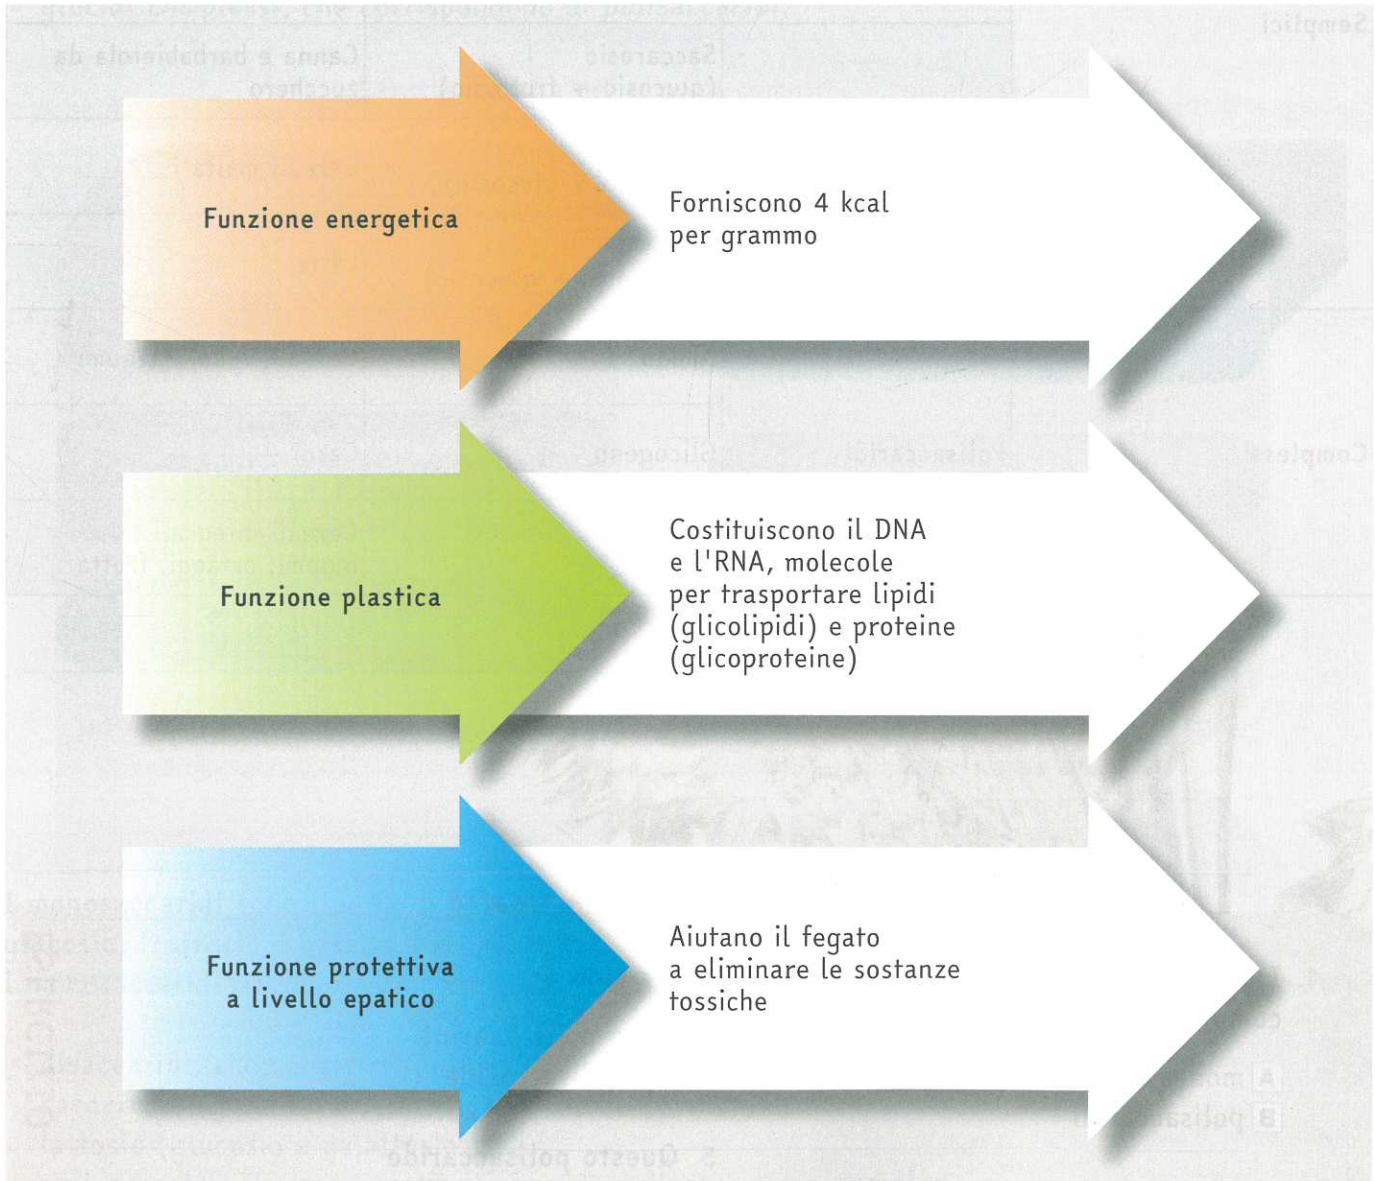 Funzione energetica
Forniscono 4 kcal
per grammo
Funzione plastica
Costituiscono il DNA
e l'RNA, molecole
per trasportare lipidi
(glicolipidi) e proteine
(glicoproteine)
Funzione protettiva
a livello epatico
Aiutano il fegato
a eliminare le sostanze
tossiche